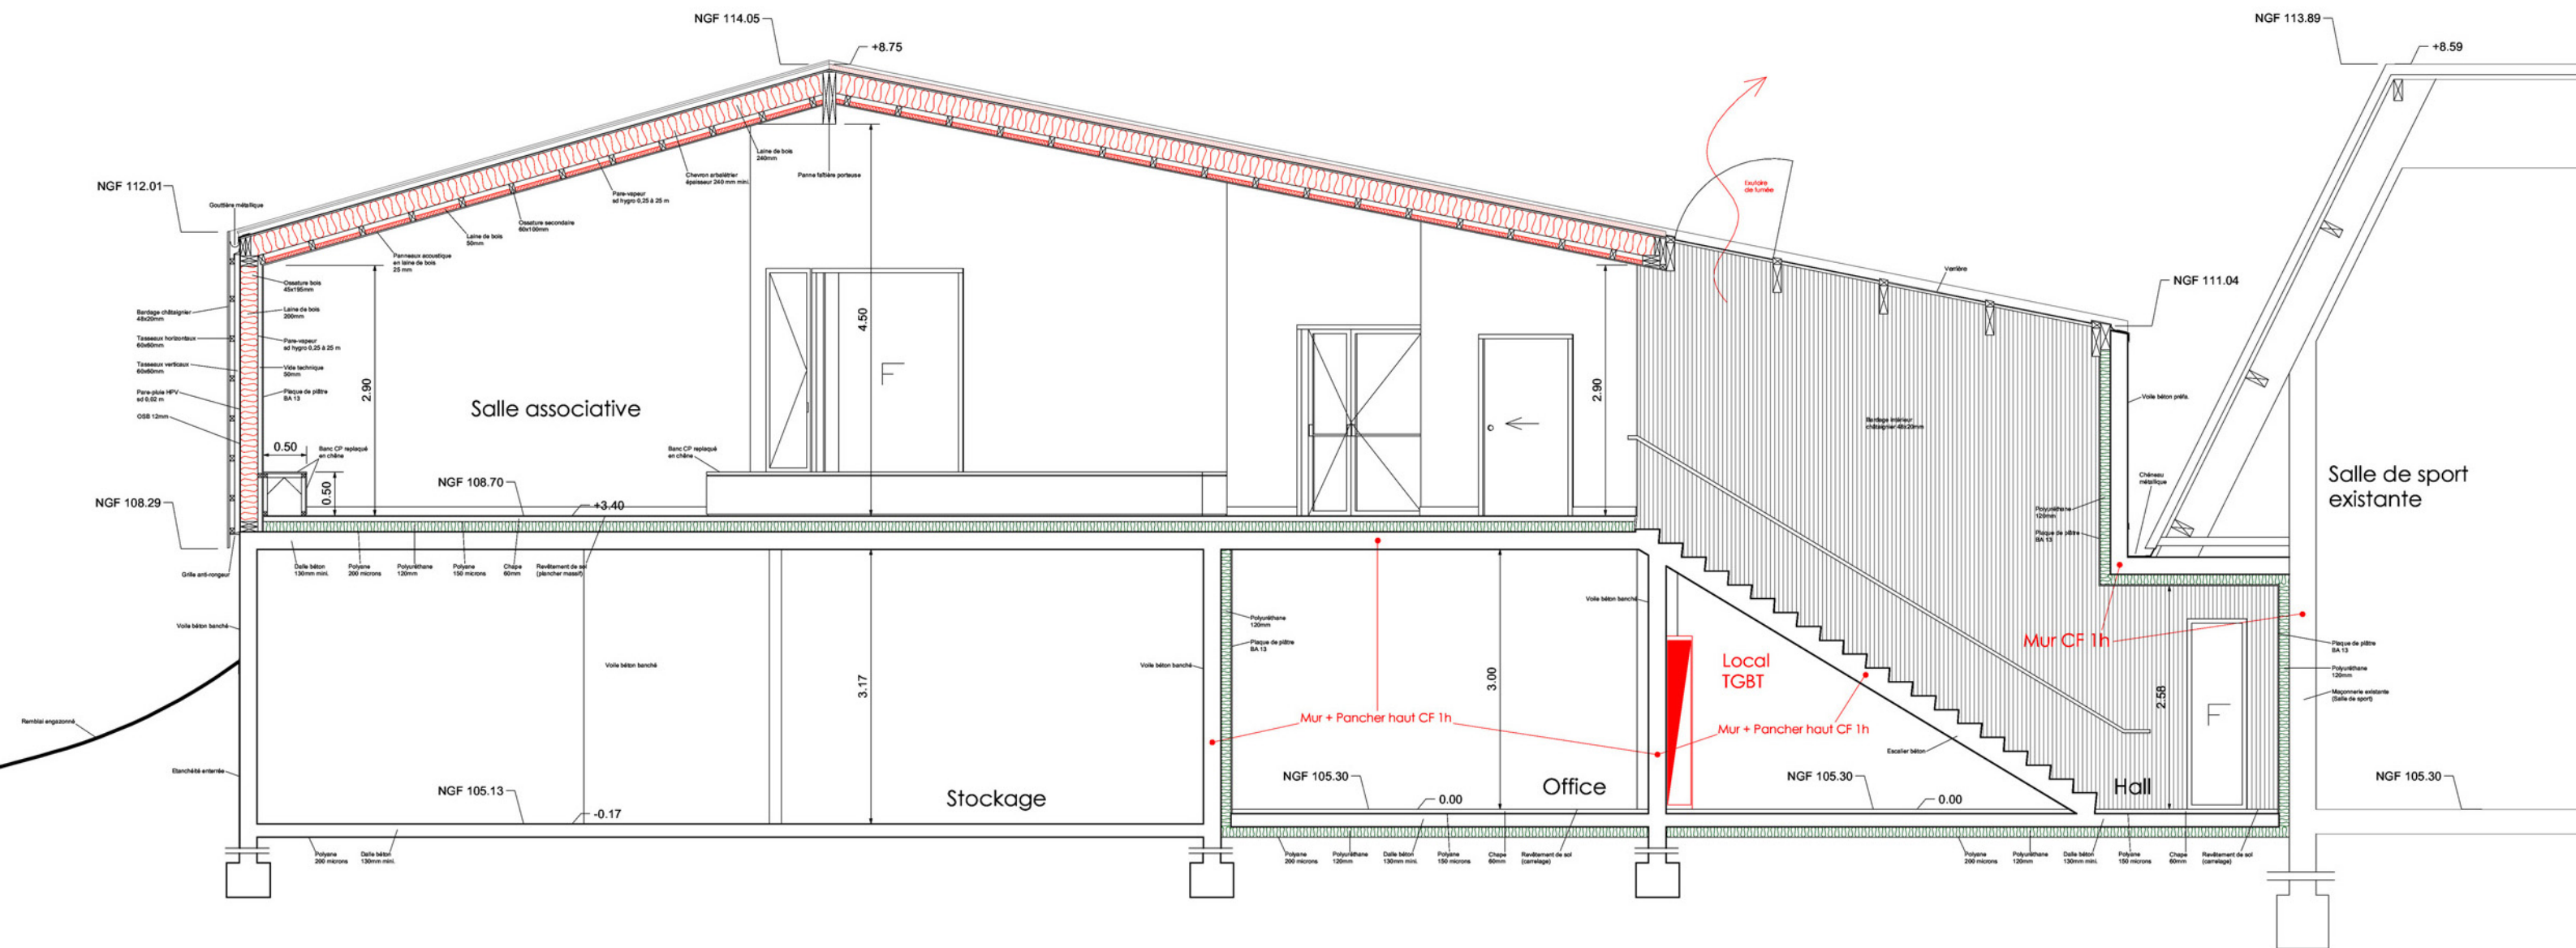 NGF 114.05
+8.75
NGF 113.89
+8.59
NGF 112.01
Gouttière métallique
Laine de bois
240mm
Chevron arbalétrier
épaisseur 240 mm mini.
Panne faîtière porteuse
Pare-vapeur
sd hygro 0,25 à 25 m
Ossature secondaire
60x100mm
Laine de bois
50mm
Panneaux acoustique
en laine de bois
25 mm
Exutoire
de fumée
Verrière
NGF 111.04
Ossature bois
45x195mm
Laine de bois
200mm
Pare-vapeur
sd hygro 0,25 à 25 m
Vide technique
50mm
Plaque de plâtre
BA 13
Bardage châtaignier
48x20mm
Tasseaux horizontaux
60x60mm
Tasseaux verticaux
60x60mm
Pare-pluie HPV
sd 0,02 m
OSB 12mm
2.90
4.50
F
2.90
Salle associative
Bardage intérieur
châtaignier 48x20mm
Voile béton préfa.
0.50
Banc CP replaqué
en chêne
0.50
Banc CP replaqué
en chêne
NGF 108.70
+3.40
NGF 108.29
Chéneau
métallique
Salle de sport
existante
Polyuréthane
120mm
Plaque de plâtre
BA 13
Grille anti-rongeur
Dalle béton
130mm mini.
Polyane
200 microns
Polyuréthane
120mm
Polyane
150 microns
Chape
60mm
Revêtement de sol
(plancher massif)
Voile béton banché
Voile béton banché
Voile béton banché
Voile béton banché
Polyuréthane
120mm
Plaque de plâtre
BA 13
Mur CF 1h
Plaque de plâtre
BA 13
Polyuréthane
120mm
Maçonnerie existante
(Salle de sport)
Local
TGBT
3.17
3.00
2.58
F
Mur + Pancher haut CF 1h
Mur + Pancher haut CF 1h
Escalier béton
Remblai engazonné
Etanchéité enterrée
NGF 105.13
-0.17
Stockage
NGF 105.30
0.00
Office
NGF 105.30
0.00
Hall
NGF 105.30
Polyane
200 microns
Dalle béton
130mm mini.
Polyane
200 microns
Polyuréthane
120mm
Dalle béton
130mm mini.
Polyane
150 microns
Chape
60mm
Revêtement de sol
(carrelage)
Polyane
200 microns
Polyuréthane
120mm
Dalle béton
130mm mini.
Polyane
150 microns
Chape
60mm
Revêtement de sol
(carrelage)